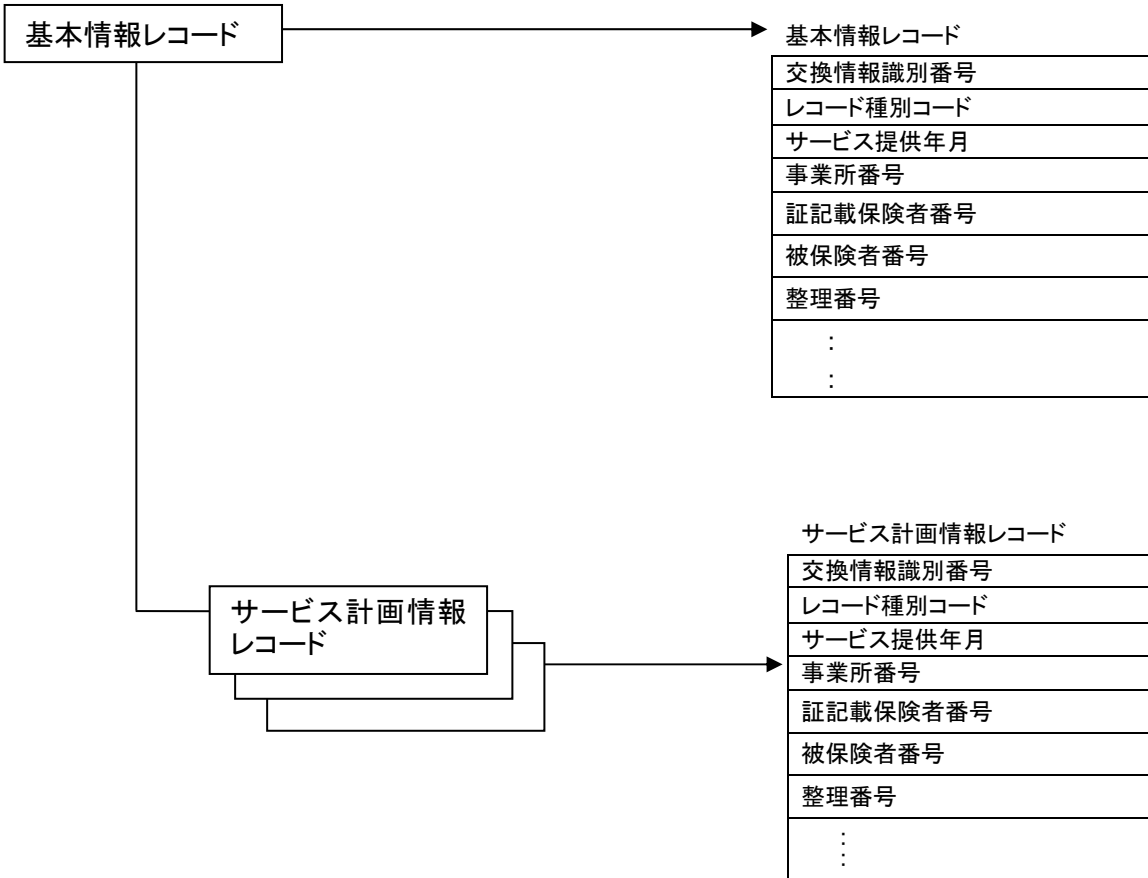 基本情報レコード
基本情報レコード
交換情報識別番号
レコード種別コード
サービス提供年月
事業所番号
証記載保険者番号
被保険者番号
整理番号
:
:
サービス計画情報
レコード
サービス計画情報レコード
交換情報識別番号
レコード種別コード
サービス提供年月
事業所番号
証記載保険者番号
被保険者番号
整理番号
:
: